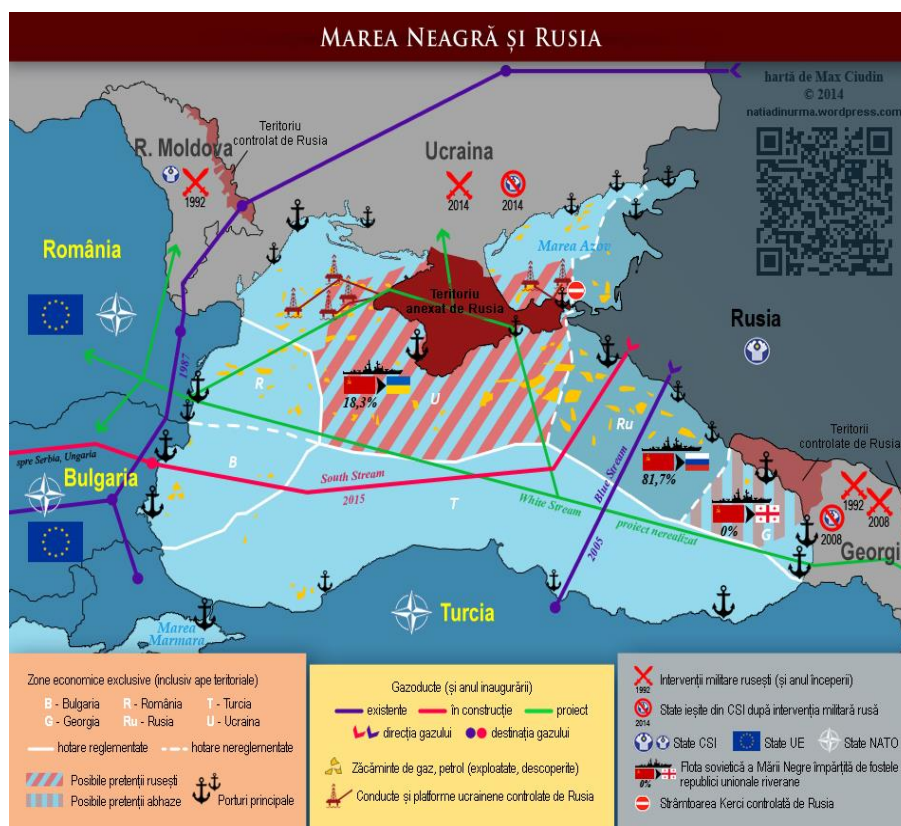 MAREA NEAGRĂ ȘI RUSIA
hartă de Max Ciudin
© 2014
natiadinurma.wordpress.com
Teritoriu
controlat de Rusia
R. Moldova
1992
Ucraina
2014
2014
România
Marea Azov
Teritoriu
anexat de Rusia
Rusia
1987
R
18,3%
U
Ru
81,7%
Blue Stream
2005
Teritorii
controlate de Rusia
spre Serbia, Ungaria
Bulgaria
B
South Stream
2015
T
White Stream
proiect nerealizat
0%
G
2008
1992
2008
Georgi
Turcia
Marea
Marmara
Zone economice exclusive (inclusiv ape teritoriale)
B - Bulgaria R - România T - Turcia
G - Georgia Ru - Rusia U - Ucraina
hotare reglementate hotare nereglementate
Posibile pretenții rusești
Posibile pretenții abhaze
Porturi principale
Gazoducte (și anul inaugurării)
existente în construcție proiect
direcția gazului destinația gazului
Zăcăminte de gaz, petrol (exploatate, descoperite)
Conducte și platforme ucrainene controlate de Rusia
1992
Intervenții militare rusești (și anul începerii)
2014
State ieșite din CSI după intervenția militară rusă
State CSI State UE State NATO
0%
Flota sovietică a Mării Negre împărțită de fostele
republici unionale riverane
Strâmtoarea Kerci controlată de Rusia